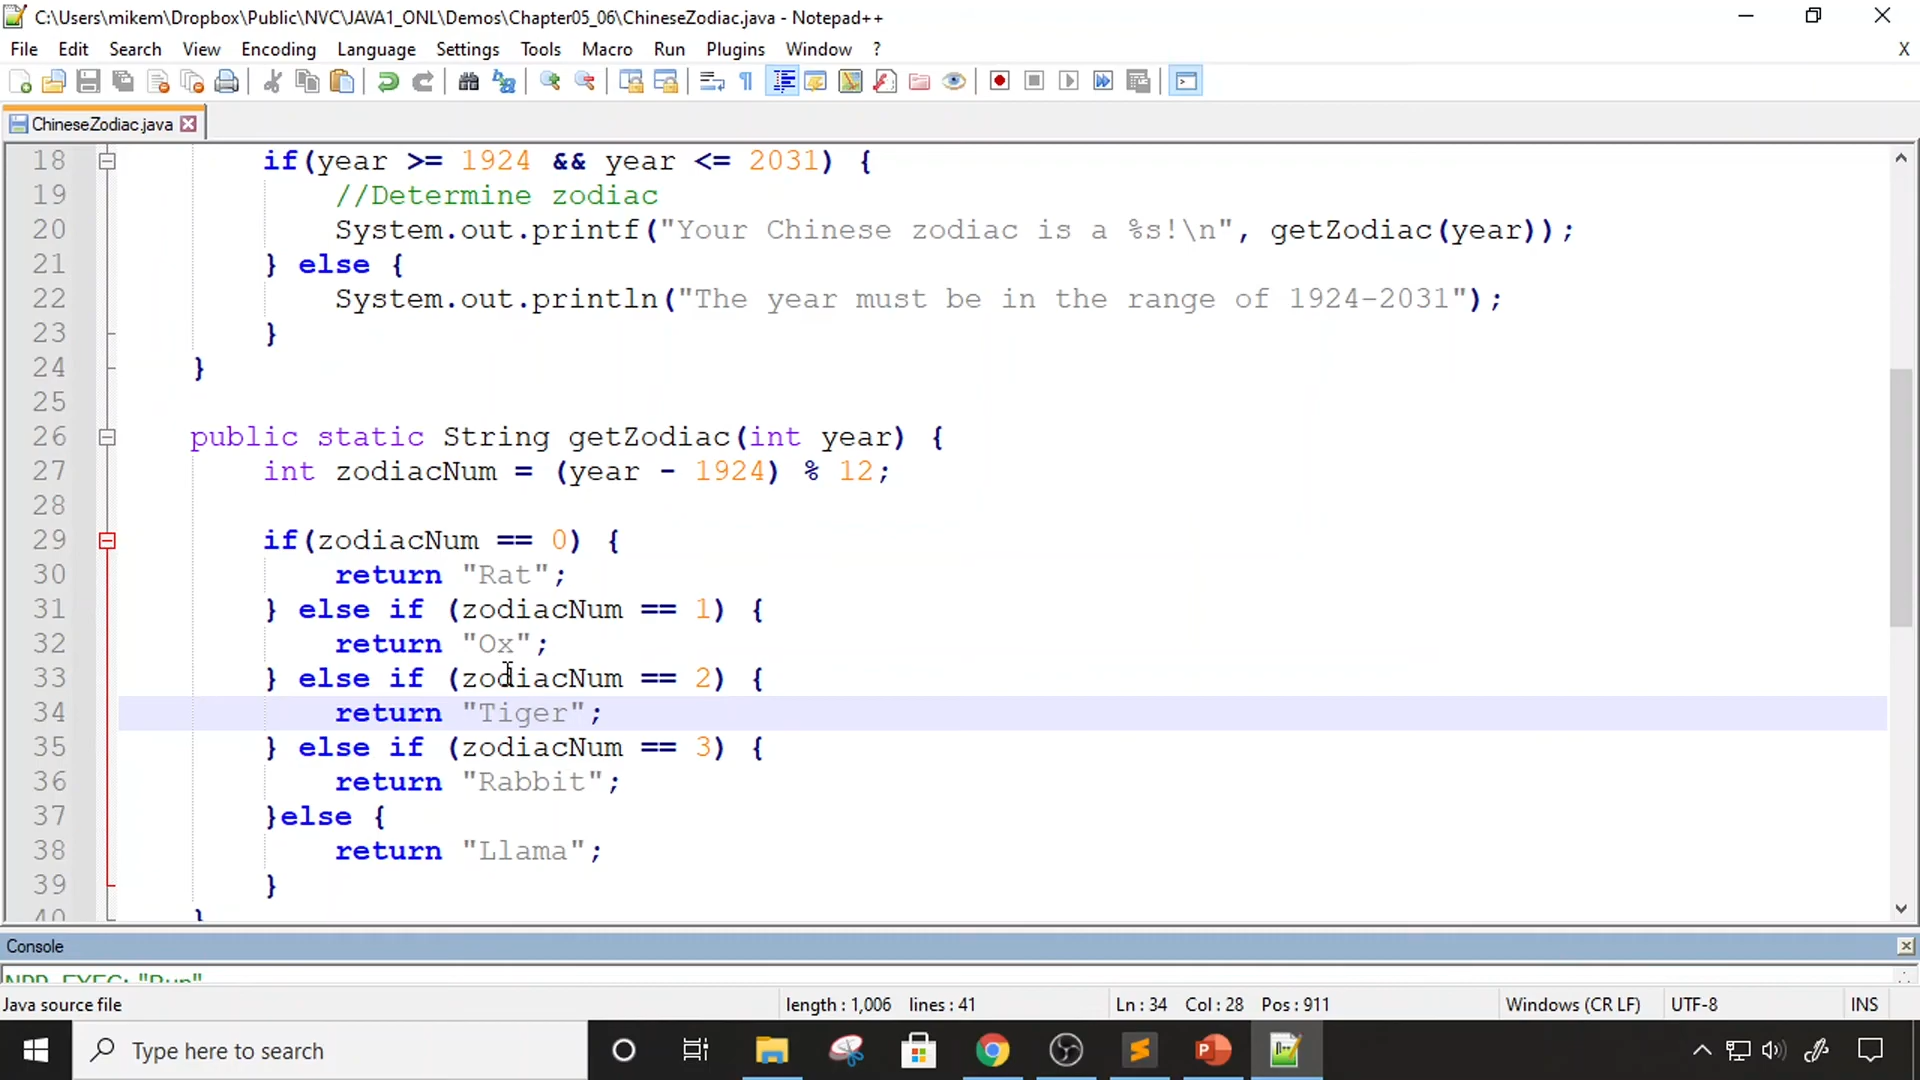 C:\Users\mikem\Dropbox\Public\NVC\JAVA1_ONL\Demos\Chapter05_06\ChineseZodiac.java - Notepad++
File Edit Search View Encoding Language Settings Tools Macro Run Plugins Window ? X
ChineseZodiac.java
18 if(year >= 1924 && year <= 2031) {
19 //Determine zodiac
20 System.out.printf("Your Chinese zodiac is a %s!\n", getZodiac(year));
21 } else {
22 System.out.println("The year must be in the range of 1924-2031");
23 }
24 }
25
26 public static String getZodiac(int year) {
27 int zodiacNum = (year - 1924) % 12;
28
29 if(zodiacNum == 0) {
30 return "Rat";
31 } else if (zodiacNum == 1) {
32 return "Ox";
33 } else if (zodiacNum == 2) {
34 return "Tiger";
35 } else if (zodiacNum == 3) {
36 return "Rabbit";
37 }else {
38 return "Llama";
39 }
40 }
Console
NPP_EXEC: "Run"
Java source file length : 1,006 lines : 41 Ln : 34 Col : 28 Pos : 911 Windows (CR LF) UTF-8 INS
Type here to search